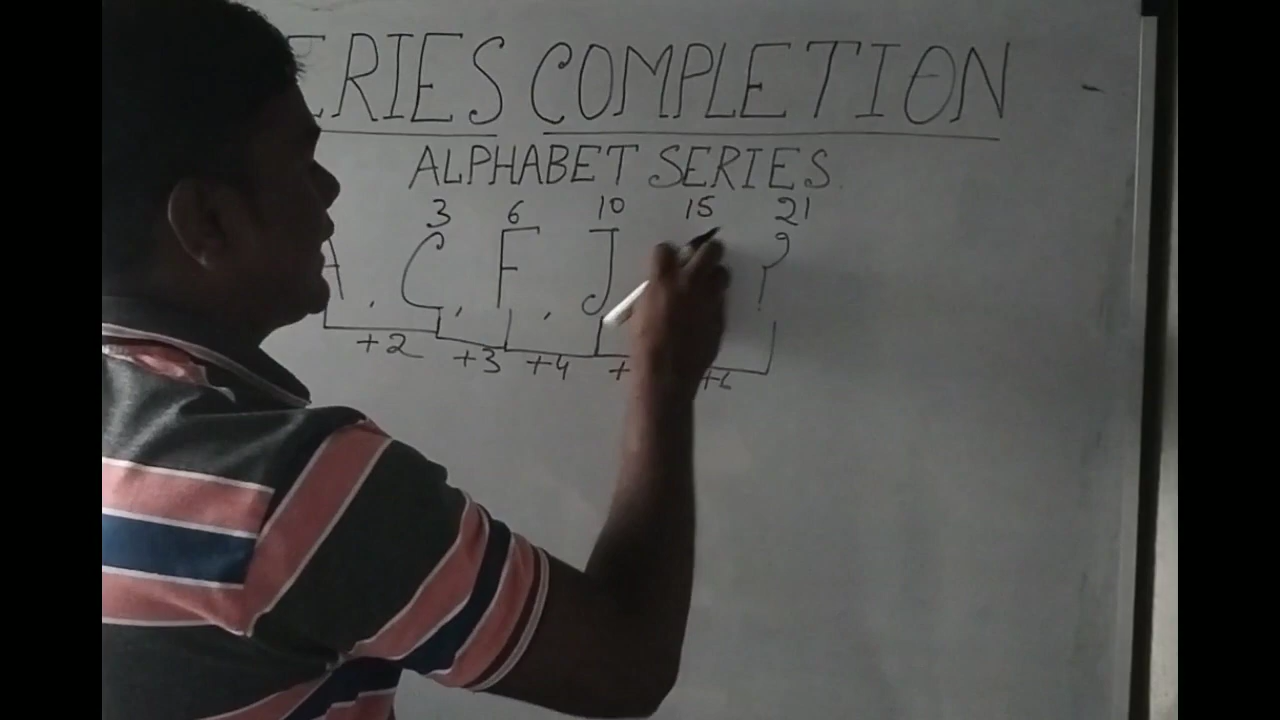 ERIES COMPLETION
ALPHABET SERIES
3 6 10 15 21
A , C , F , J ?
+2 +3 +4 +